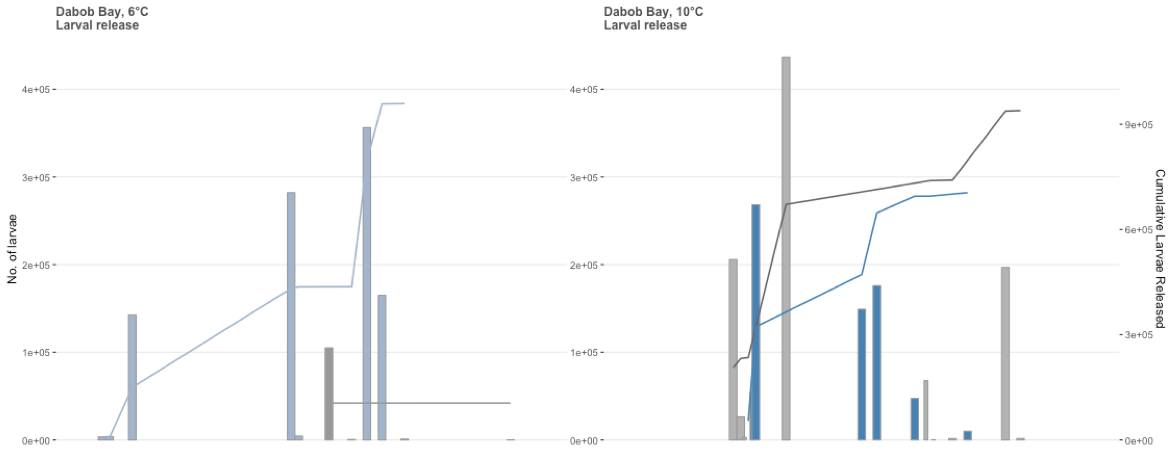 Dabob Bay, 6°C
Larval release
Dabob Bay, 10°C
Larval release
No. of larvae
4e+05
3e+05
2e+05
1e+05
0e+00
4e+05
3e+05
2e+05
1e+05
0e+00
9e+05
6e+05
3e+05
0e+00
Cumulative Larvae Released